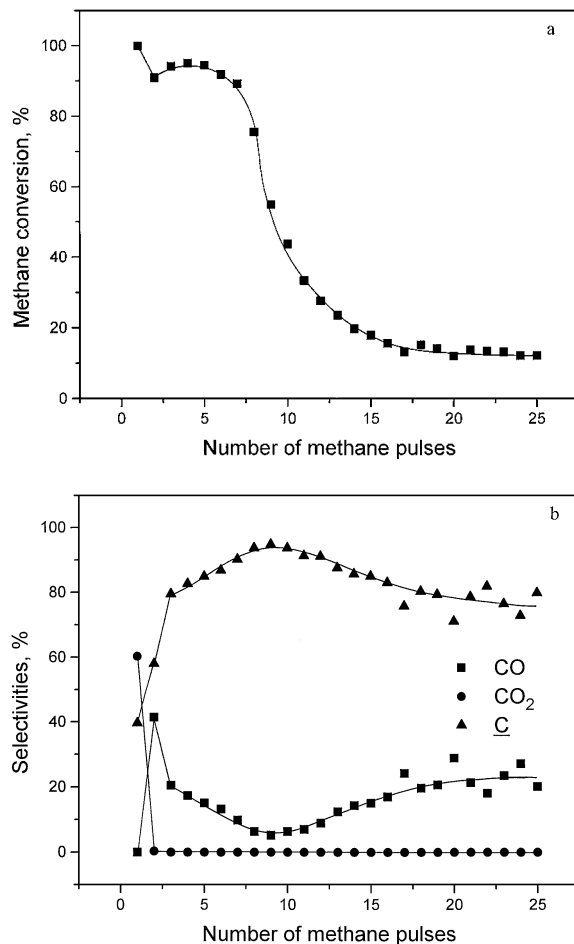 a
100
80
60
40
20
0
Methane conversion, %
0 5 10 15 20 25
Number of methane pulses
b
100
80
60
40
20
0
Selectivities, %
CO
CO₂
C
0 5 10 15 20 25
Number of methane pulses